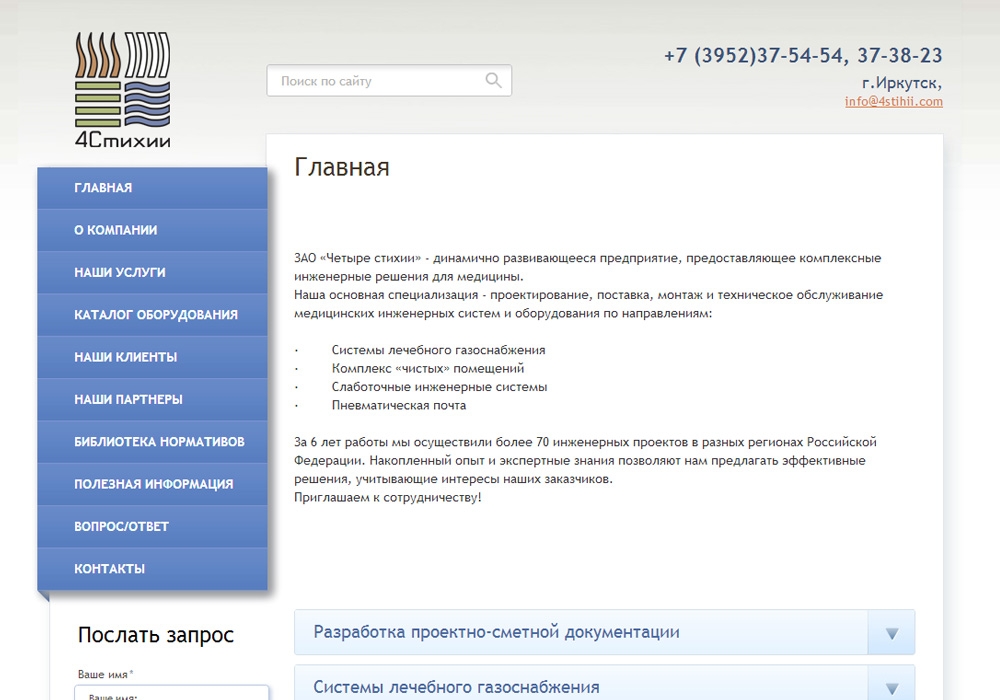 4Стихии
Поиск по сайту
+7 (3952)37-54-54, 37-38-23
г.Иркутск,
info@4stihii.com
ГЛАВНАЯ
О КОМПАНИИ
НАШИ УСЛУГИ
КАТАЛОГ ОБОРУДОВАНИЯ
НАШИ КЛИЕНТЫ
НАШИ ПАРТНЕРЫ
БИБЛИОТЕКА НОРМАТИВОВ
ПОЛЕЗНАЯ ИНФОРМАЦИЯ
ВОПРОС/ОТВЕТ
КОНТАКТЫ
Послать запрос
Ваше имя*
Ваше имя:
Главная
ЗАО «Четыре стихии» - динамично развивающееся предприятие, предоставляющее комплексные
инженерные решения для медицины.
Наша основная специализация - проектирование, поставка, монтаж и техническое обслуживание
медицинских инженерных систем и оборудования по направлениям:
· Системы лечебного газоснабжения
· Комплекс «чистых» помещений
· Слаботочные инженерные системы
· Пневматическая почта
За 6 лет работы мы осуществили более 70 инженерных проектов в разных регионах Российской
Федерации. Накопленный опыт и экспертные знания позволяют нам предлагать эффективные
решения, учитывающие интересы наших заказчиков.
Приглашаем к сотрудничеству!
Разработка проектно-сметной документации
Системы лечебного газоснабжения